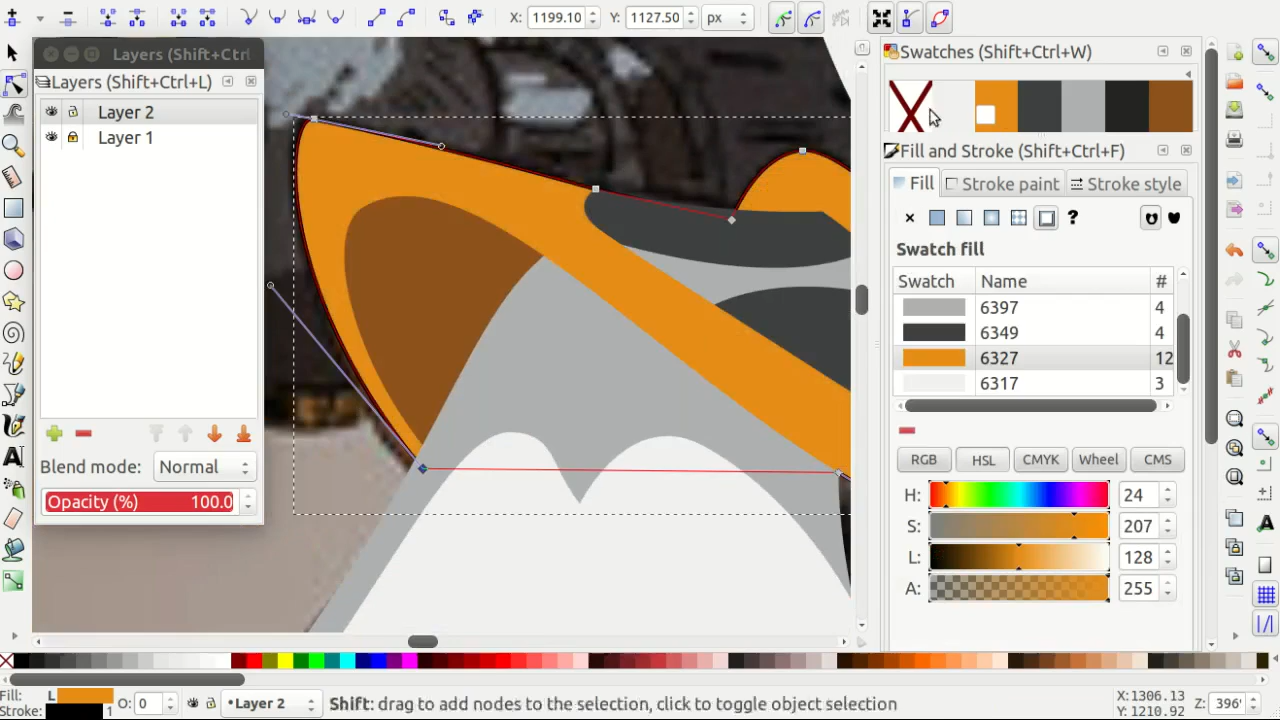 X: 1199.10 Y: 1127.50 px
Layers (Shift+Ctrl
Layers (Shift+Ctrl+L)
Layer 2
Layer 1
Blend mode: Normal
Opacity (%) 100.0
Swatches (Shift+Ctrl+W)
Fill and Stroke (Shift+Ctrl+F)
Fill Stroke paint Stroke style
?
Swatch fill
Swatch Name #
6397 4
6349 4
6327 12
6317 3
RGB HSL CMYK Wheel CMS
H: 24
S: 207
L: 128
A: 255
Fill: L O: 0 •Layer 2 Shift: drag to add nodes to the selection, click to toggle object selection X:1306.13 Z: 396
Stroke: 1 Y:1210.92